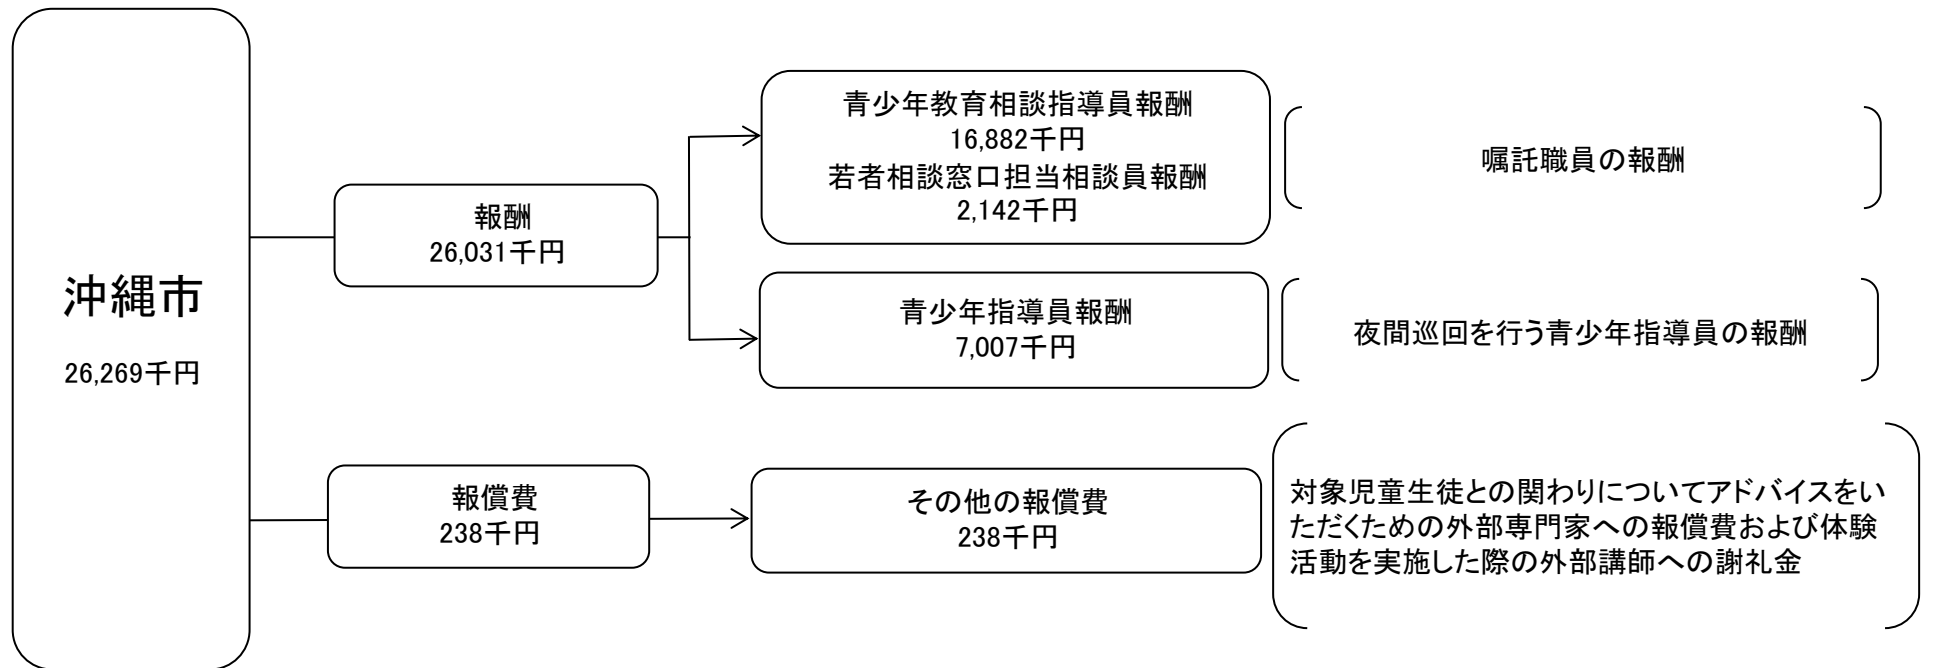 沖縄市
26,269千円
報酬
26,031千円
青少年教育相談指導員報酬
16,882千円
若者相談窓口担当相談員報酬
2,142千円
嘱託職員の報酬
青少年指導員報酬
7,007千円
夜間巡回を行う青少年指導員の報酬
報償費
238千円
その他の報償費
238千円
対象児童生徒との関わりについてアドバイスをい
ただくための外部専門家への報償費および体験
活動を実施した際の外部講師への謝礼金